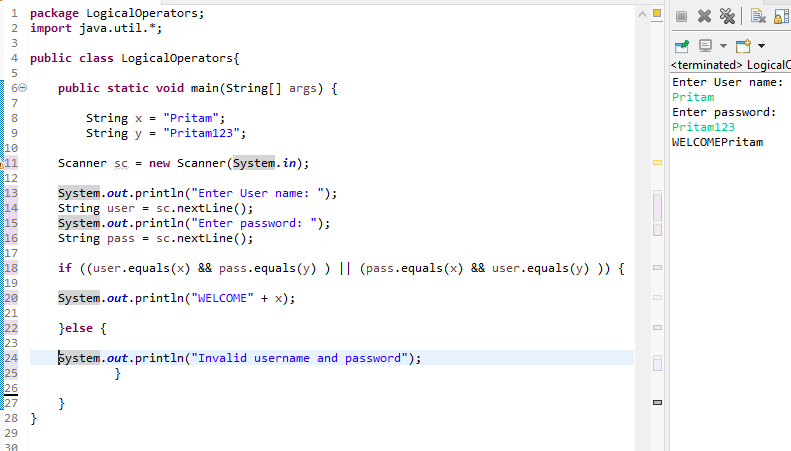 1 package LogicalOperators;
2 import java.util.*;
3
4 public class LogicalOperators{
5
6 public static void main(String[] args) {
7
8 String x = "Pritam";
9 String y = "Pritam123";
10
11 Scanner sc = new Scanner(System.in);
12
13 System.out.println("Enter User name: ");
14 String user = sc.nextLine();
15 System.out.println("Enter password: ");
16 String pass = sc.nextLine();
17
18 if ((user.equals(x) && pass.equals(y) ) || (pass.equals(x) && user.equals(y) )) {
19
20 System.out.println("WELCOME" + x);
21
22 }else {
23
24 System.out.println("Invalid username and password");
25 }
26
27 }
28 }
29
30
<terminated> LogicalO
Enter User name:
Pritam
Enter password:
Pritam123
WELCOMEPritam